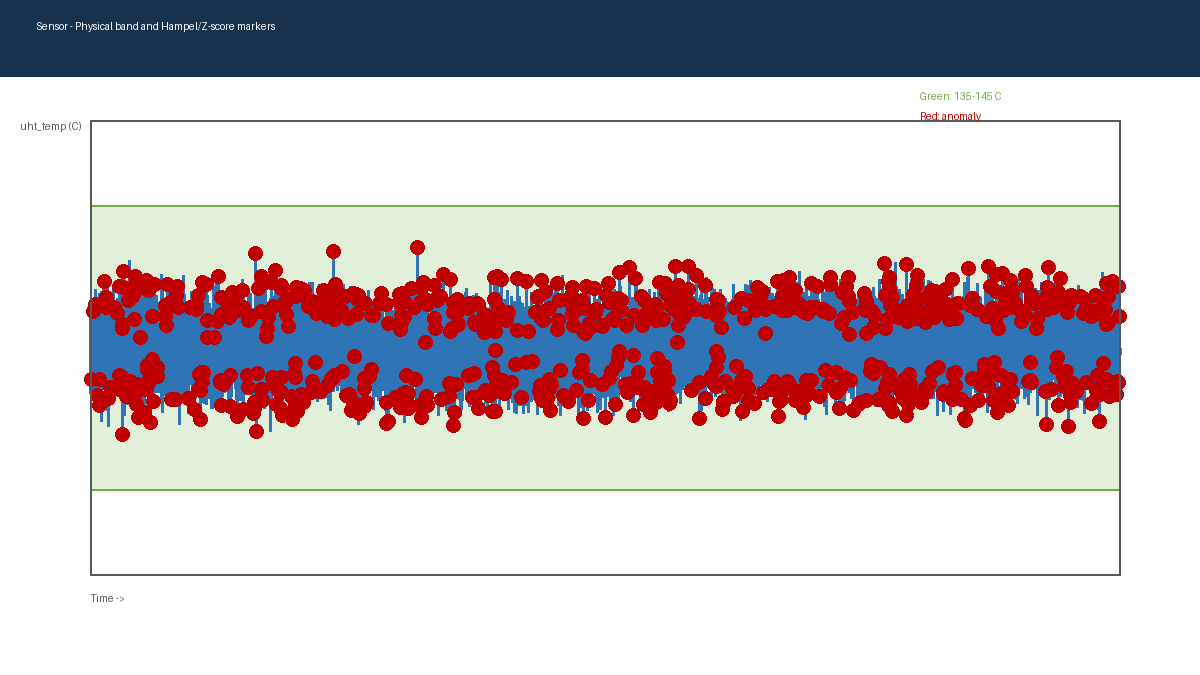 Sensor - Physical band and Hampel/Z-score markers
Green: 135-145 C
Red: anomaly
uht_temp (C)
Time ->